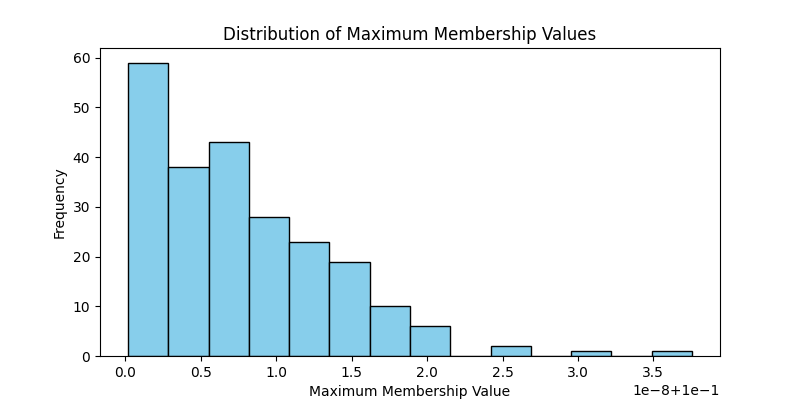 Distribution of Maximum Membership Values
60
50
40
30
20
10
0
Frequency
0.0 0.5 1.0 1.5 2.0 2.5 3.0 3.5
1e−8+1e−1
Maximum Membership Value